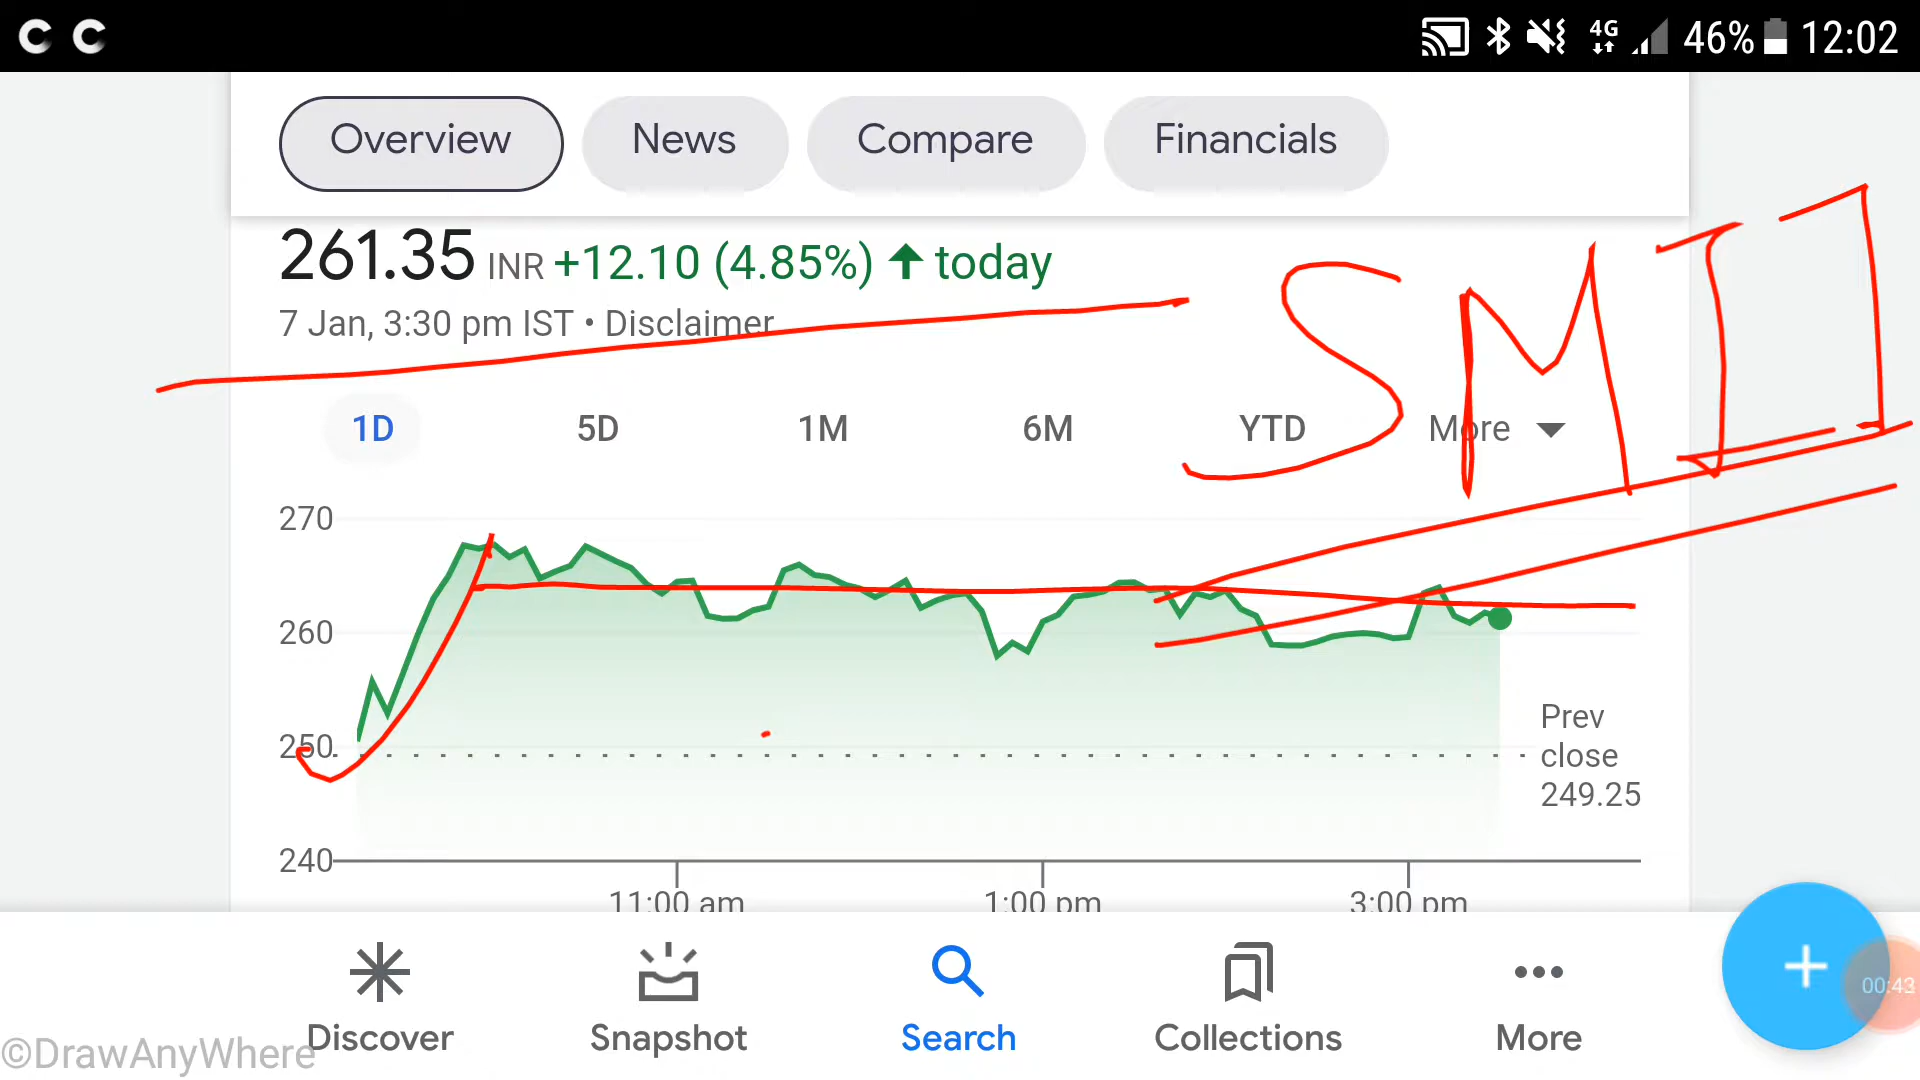 4G 46% 12:02
Overview News Compare Financials
261.35 INR +12.10 (4.85%) ↑ today
7 Jan, 3:30 pm IST • Disclaimer
1D 5D 1M 6M YTD More
270
260
250
240
Prev
close
249.25
11:00 am 1:00 pm 3:00 pm
+
00:43
Discover Snapshot Search Collections More
©DrawAnyWhere